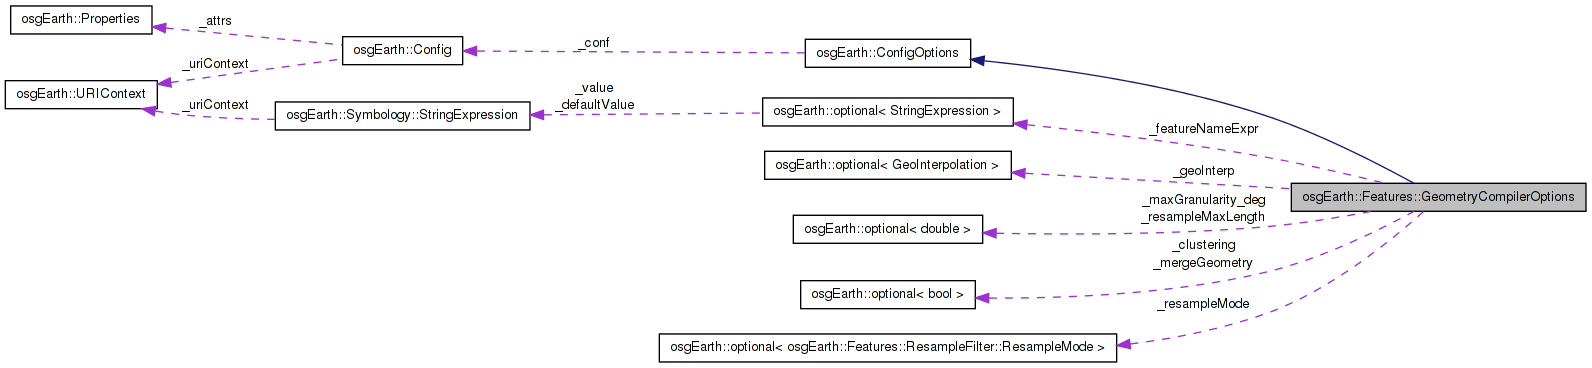 osgEarth::Properties
_attrs
osgEarth::Config
_conf
osgEarth::ConfigOptions
_uriContext
osgEarth::URIContext
_uriContext
osgEarth::Symbology::StringExpression
_value
_defaultValue
osgEarth::optional< StringExpression >
_featureNameExpr
osgEarth::optional< GeoInterpolation >
_geoInterp
osgEarth::Features::GeometryCompilerOptions
_maxGranularity_deg
_resampleMaxLength
osgEarth::optional< double >
_clustering
_mergeGeometry
osgEarth::optional< bool >
_resampleMode
osgEarth::optional< osgEarth::Features::ResampleFilter::ResampleMode >